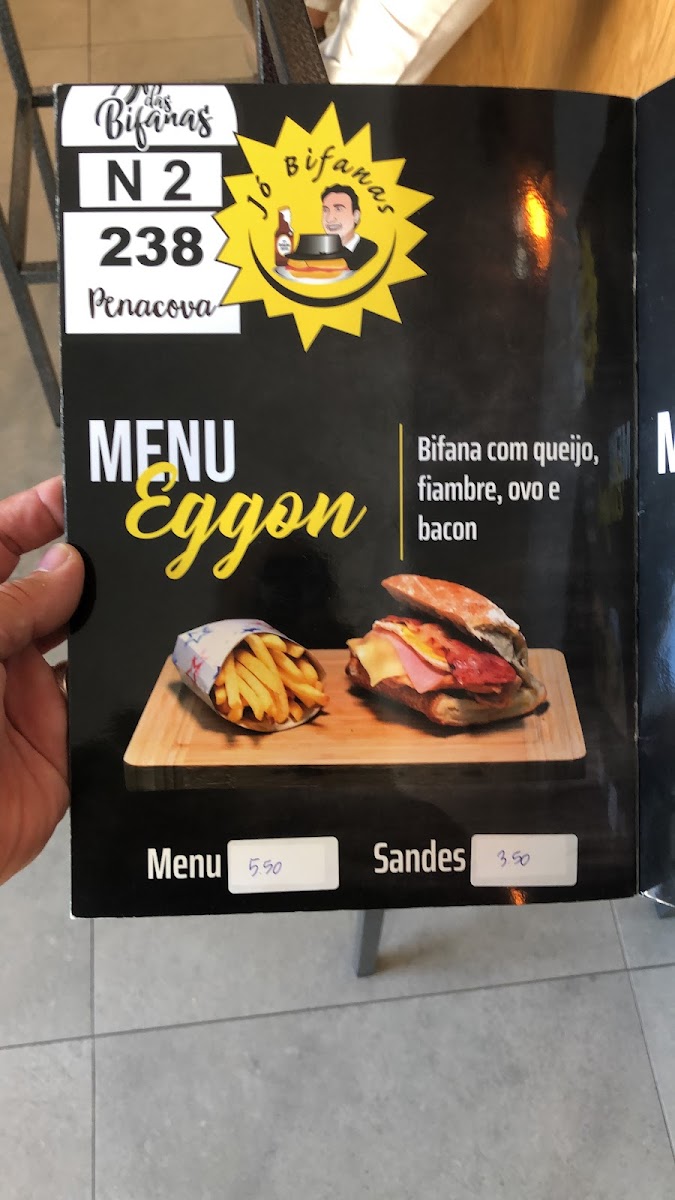 das
Bifanas
N 2
238
Penacova
Jó Bifanas
MENU
Eggon
Bifana com queijo,
fiambre, ovo e
bacon
Menu 5.50
Sandes 3.50
M